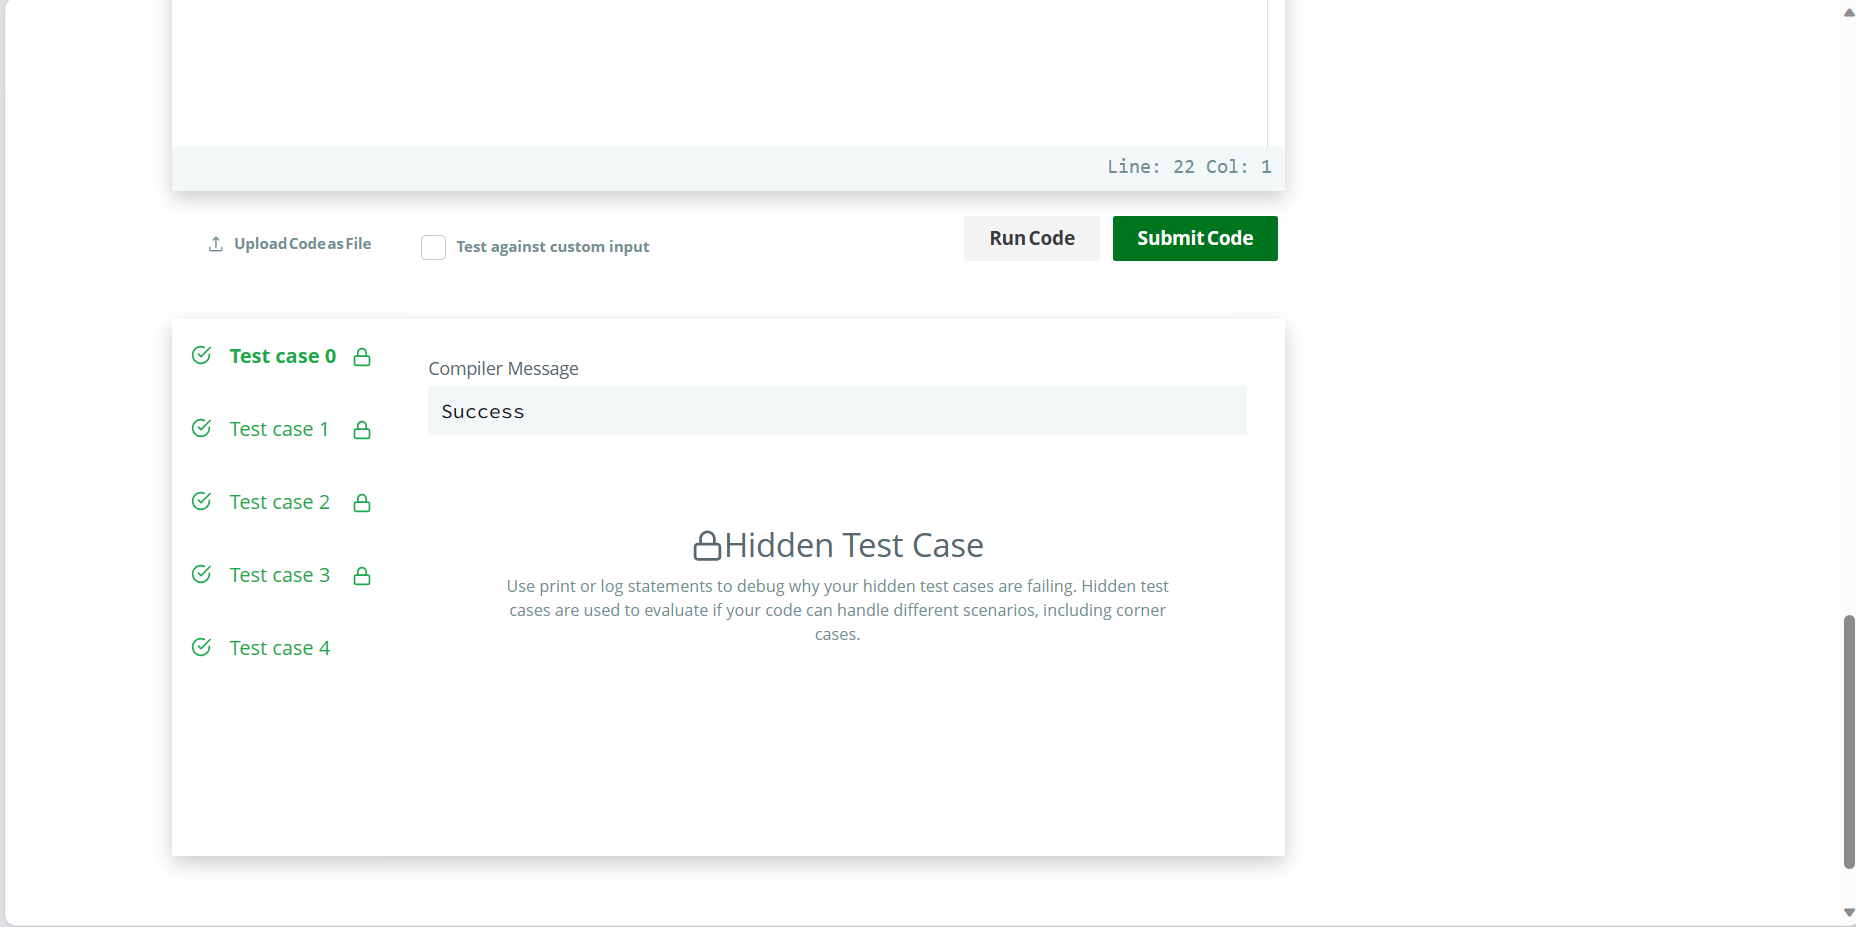 Line: 22 Col: 1
Upload Code as File
Test against custom input
Run Code
Submit Code
Test case 0
Test case 1
Test case 2
Test case 3
Test case 4
Compiler Message
Success
Hidden Test Case
Use print or log statements to debug why your hidden test cases are failing. Hidden test
cases are used to evaluate if your code can handle different scenarios, including corner
cases.